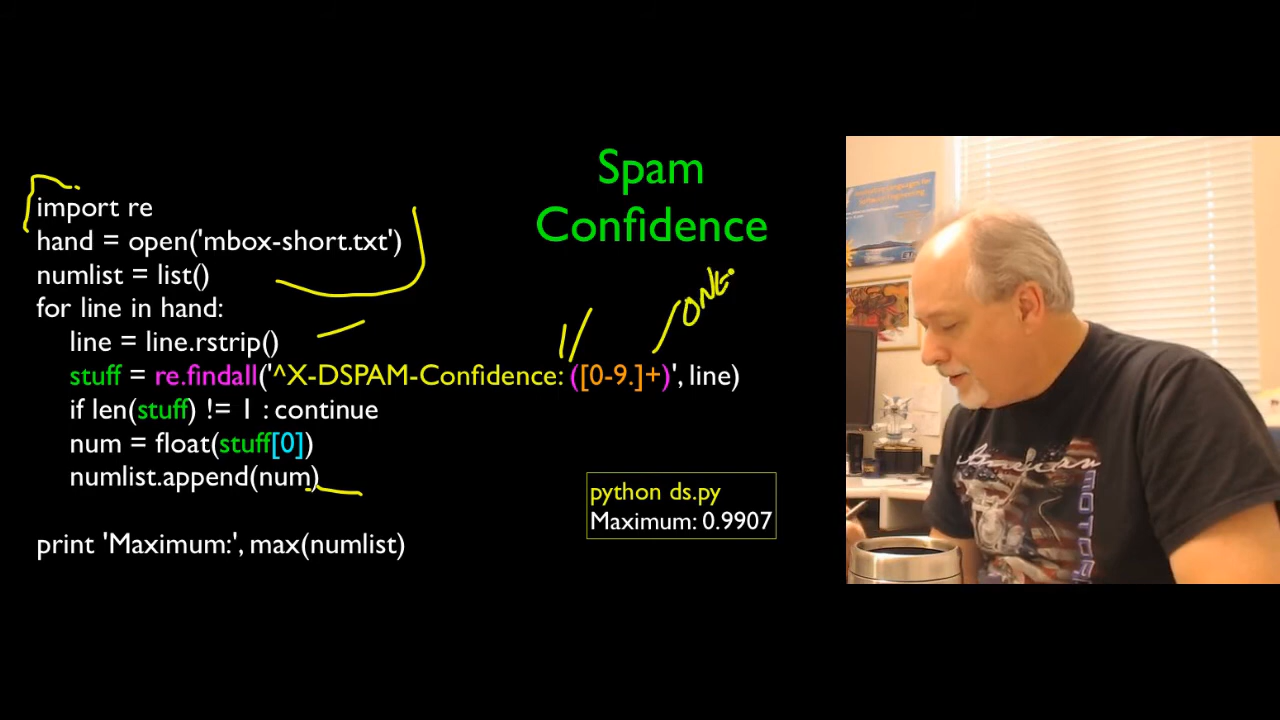 import re
hand = open('mbox-short.txt')
numlist = list()
for line in hand:
line = line.rstrip()
stuff = re.findall('^X-DSPAM-Confidence: ([0-9.]+)', line)
if len(stuff) != 1 : continue
num = float(stuff[0])
numlist.append(num)
print 'Maximum:', max(numlist)
Spam
Confidence
ONE
python ds.py
Maximum: 0.9907